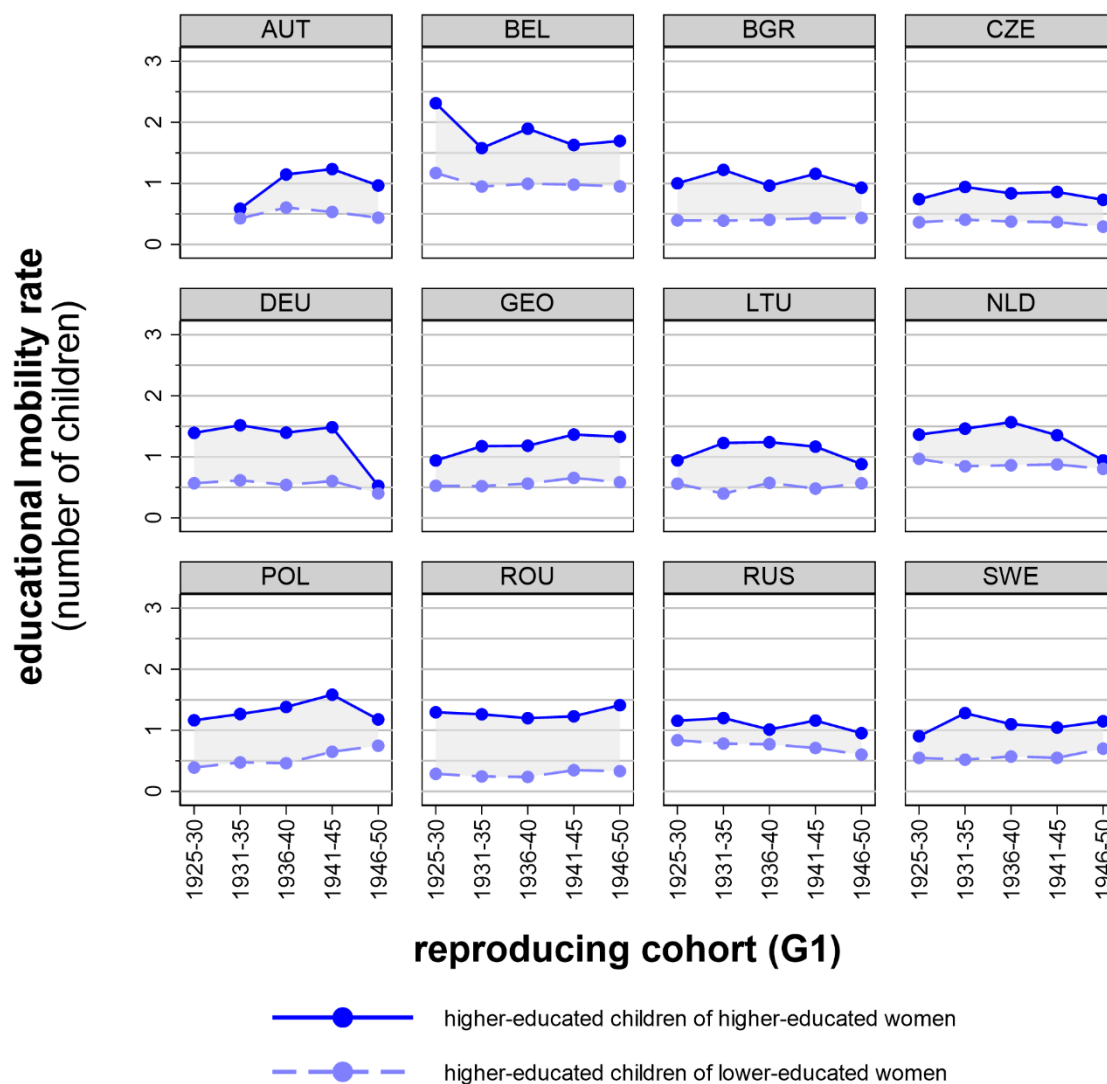 AUT BEL BGR CZE
3
2
1
0
DEU GEO LTU NLD
3
2
1
0
POL ROU RUS SWE
3
2
1
0
educational mobility rate
(number of children)
1925-30 1931-35 1936-40 1941-45 1946-50 1925-30 1931-35 1936-40 1941-45 1946-50 1925-30 1931-35 1936-40 1941-45 1946-50 1925-30 1931-35 1936-40 1941-45 1946-50
reproducing cohort (G1)
higher-educated children of higher-educated women
higher-educated children of lower-educated women